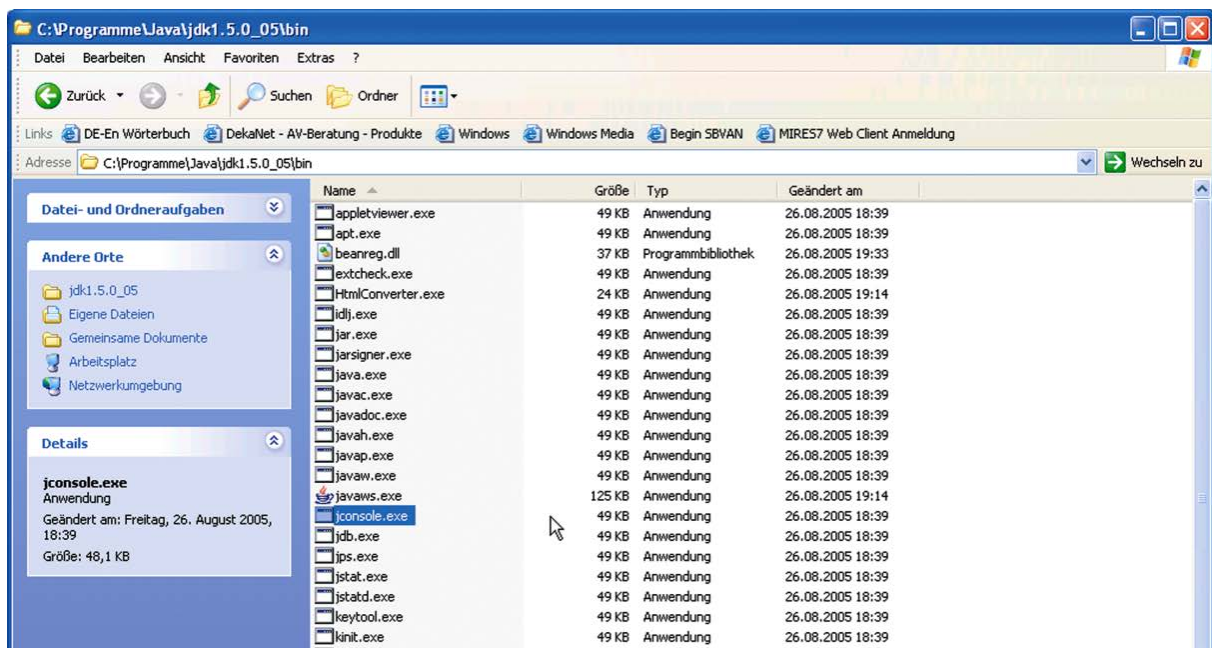 C:\Programme\Java\jdk1.5.0_05\bin
Datei Bearbeiten Ansicht Favoriten Extras ?
Zurück Suchen Ordner
Links DE-En Wörterbuch DekaNet - AV-Beratung - Produkte Windows Windows Media Begin SBVAN MIRES7 Web Client Anmeldung
Adresse C:\Programme\Java\jdk1.5.0_05\bin Wechseln zu
Datei- und Ordneraufgaben
Andere Orte
jdk1.5.0_05
Eigene Dateien
Gemeinsame Dokumente
Arbeitsplatz
Netzwerkumgebung
Details
jconsole.exe
Anwendung
Geändert am: Freitag, 26. August 2005,
18:39
Größe: 48,1 KB
Name Größe Typ Geändert am
appletviewer.exe 49 KB Anwendung 26.08.2005 18:39
apt.exe 49 KB Anwendung 26.08.2005 18:39
beanreg.dll 37 KB Programmbibliothek 26.08.2005 19:33
extcheck.exe 49 KB Anwendung 26.08.2005 18:39
HtmlConverter.exe 24 KB Anwendung 26.08.2005 19:14
idlj.exe 49 KB Anwendung 26.08.2005 18:39
jar.exe 49 KB Anwendung 26.08.2005 18:39
jarsigner.exe 49 KB Anwendung 26.08.2005 18:39
java.exe 49 KB Anwendung 26.08.2005 18:39
javac.exe 49 KB Anwendung 26.08.2005 18:39
javadoc.exe 49 KB Anwendung 26.08.2005 18:39
javah.exe 49 KB Anwendung 26.08.2005 18:39
javap.exe 49 KB Anwendung 26.08.2005 18:39
javaw.exe 49 KB Anwendung 26.08.2005 18:39
javaws.exe 125 KB Anwendung 26.08.2005 19:14
jconsole.exe 49 KB Anwendung 26.08.2005 18:39
jdb.exe 49 KB Anwendung 26.08.2005 18:39
jps.exe 49 KB Anwendung 26.08.2005 18:39
jstat.exe 49 KB Anwendung 26.08.2005 18:39
jstatd.exe 49 KB Anwendung 26.08.2005 18:39
keytool.exe 49 KB Anwendung 26.08.2005 18:39
kinit.exe 49 KB Anwendung 26.08.2005 18:39